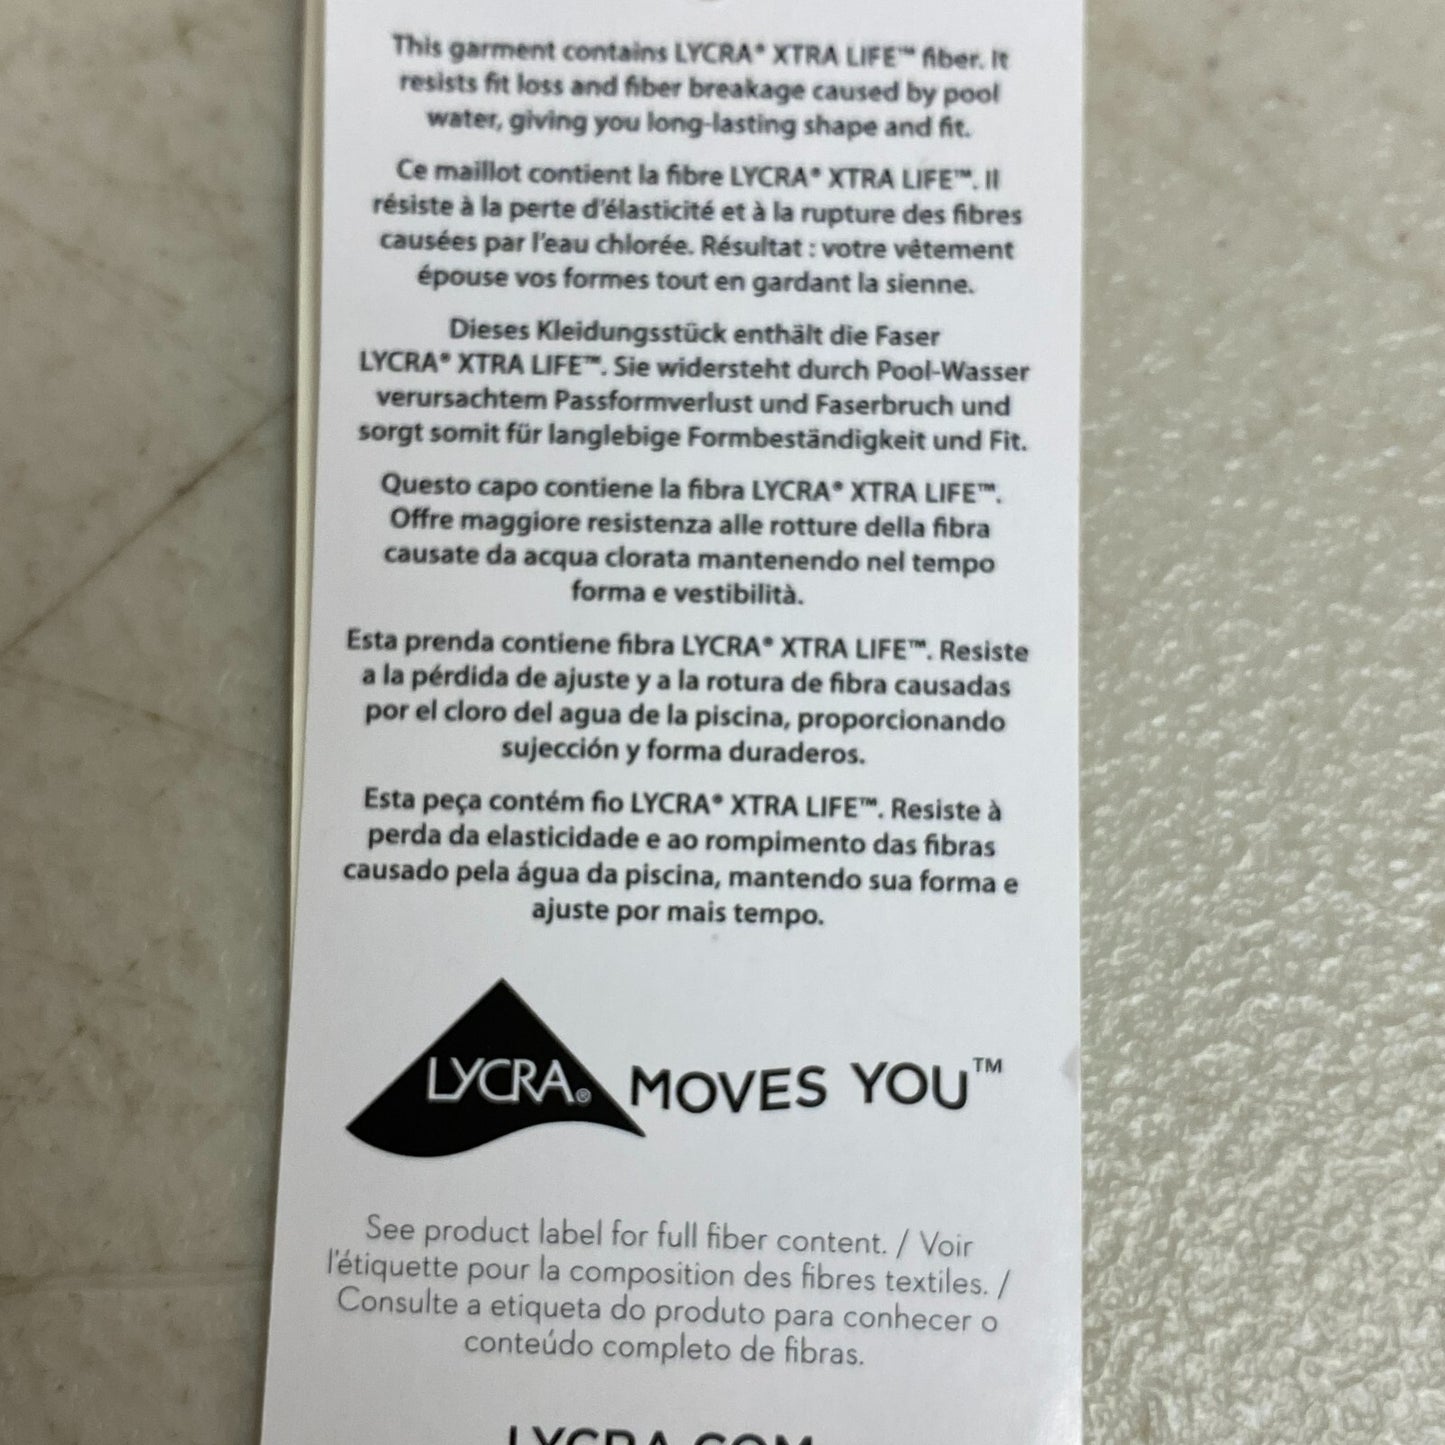 This garment contains LYCRA® XTRA LIFE™ fiber. It
resists fit loss and fiber breakage caused by pool
water, giving you long-lasting shape and fit.
Ce maillot contient la fibre LYCRA® XTRA LIFE™. Il
résiste à la perte d'élasticité et à la rupture des fibres
causées par l'eau chlorée. Résultat : votre vêtement
épouse vos formes tout en gardant la sienne.
Dieses Kleidungsstück enthält die Faser
LYCRA® XTRA LIFE™. Sie widersteht durch Pool-Wasser
verursachtem Passformverlust und Faserbruch und
sorgt somit für langlebige Formbeständigkeit und Fit.
Questo capo contiene la fibra LYCRA® XTRA LIFE™.
Offre maggiore resistenza alle rotture della fibra
causate da acqua clorata mantenendo nel tempo
forma e vestibilità.
Esta prenda contiene fibra LYCRA® XTRA LIFE™. Resiste
a la pérdida de ajuste y a la rotura de fibra causadas
por el cloro del agua de la piscina, proporcionando
sujección y forma duraderos.
Esta peça contém fio LYCRA® XTRA LIFE™. Resiste à
perda da elasticidade e ao rompimento das fibras
causado pela água da piscina, mantendo sua forma e
ajuste por mais tempo.
LYCRA® MOVES YOU™
See product label for full fiber content. / Voir
l'étiquette pour la composition des fibres textiles. /
Consulte a etiqueta do produto para conhecer o
conteúdo completo de fibras.
LYCRA.COM